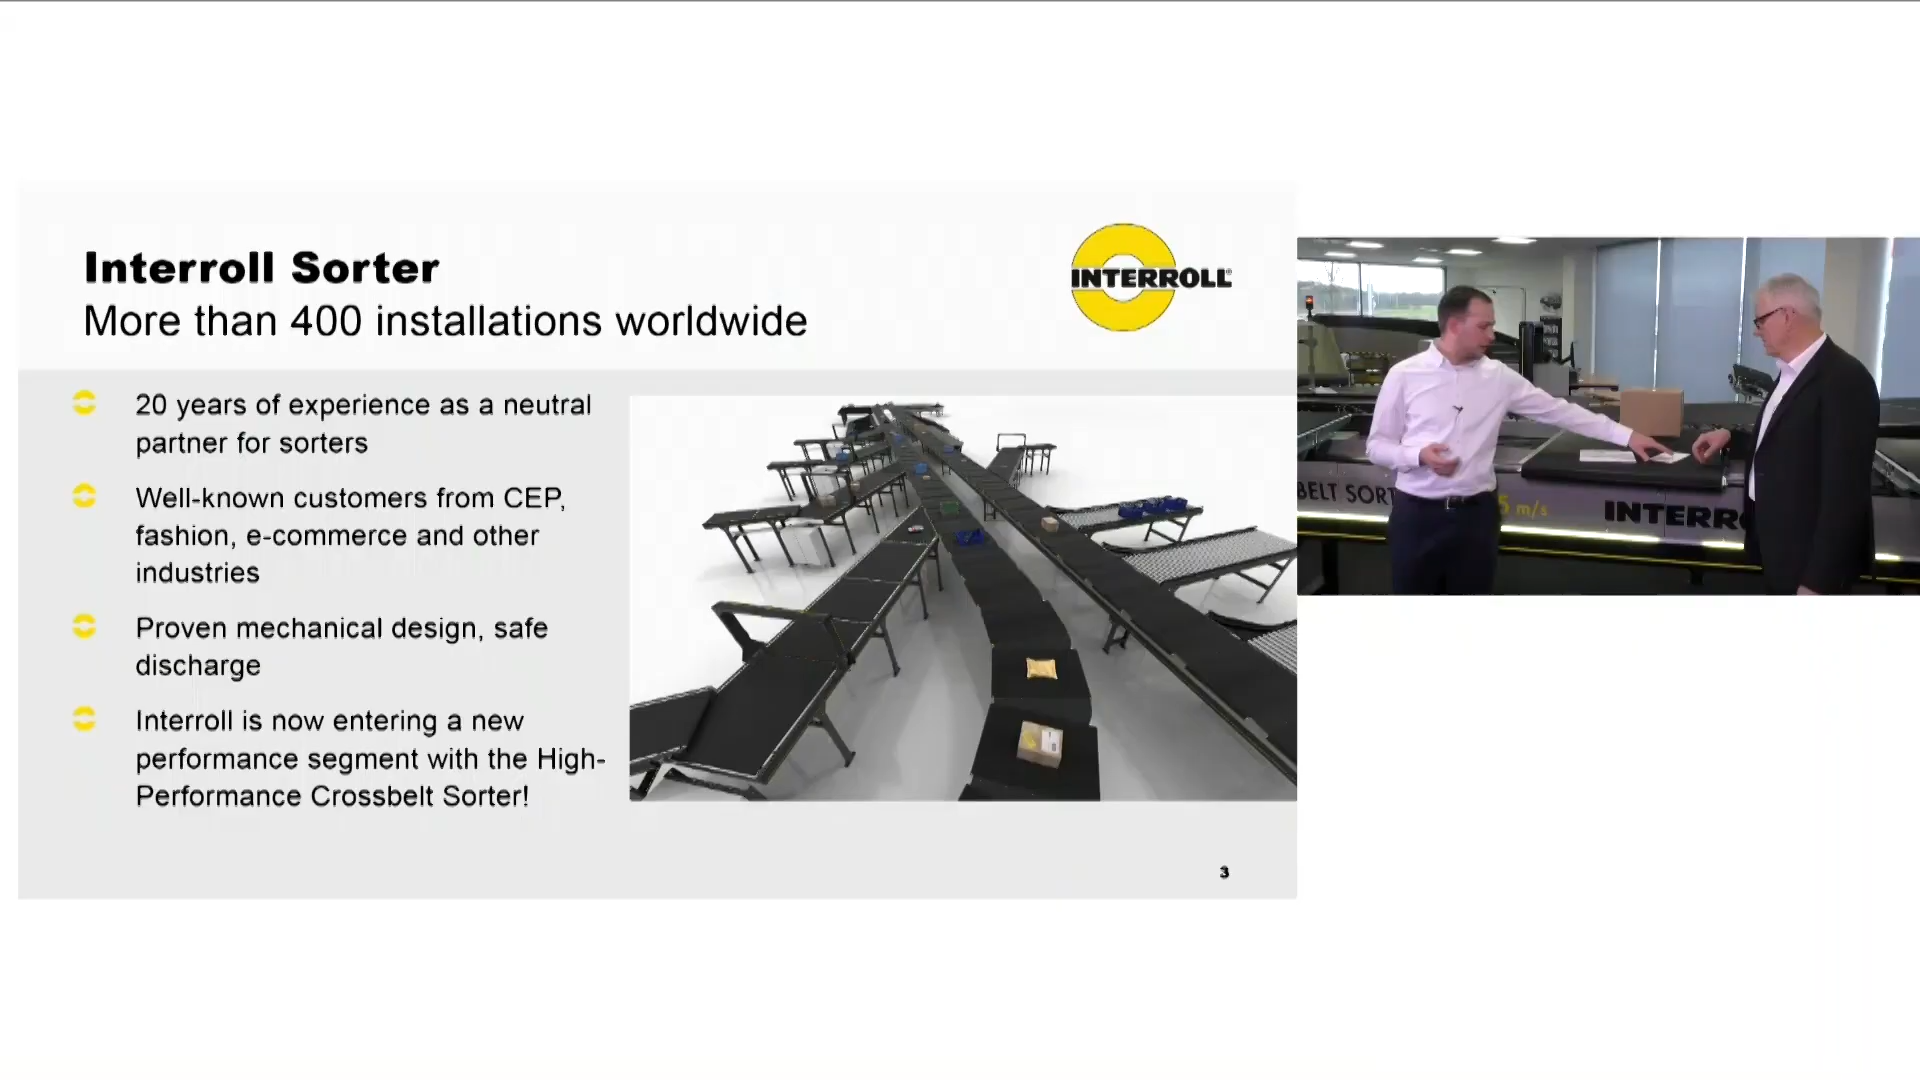 Interroll Sorter
More than 400 installations worldwide
INTERROLL®
20 years of experience as a neutral
partner for sorters
Well-known customers from CEP,
fashion, e-commerce and other
industries
Proven mechanical design, safe
discharge
Interroll is now entering a new
performance segment with the High-
Performance Crossbelt Sorter!
3
BELT SORT
5 m/s
INTERR